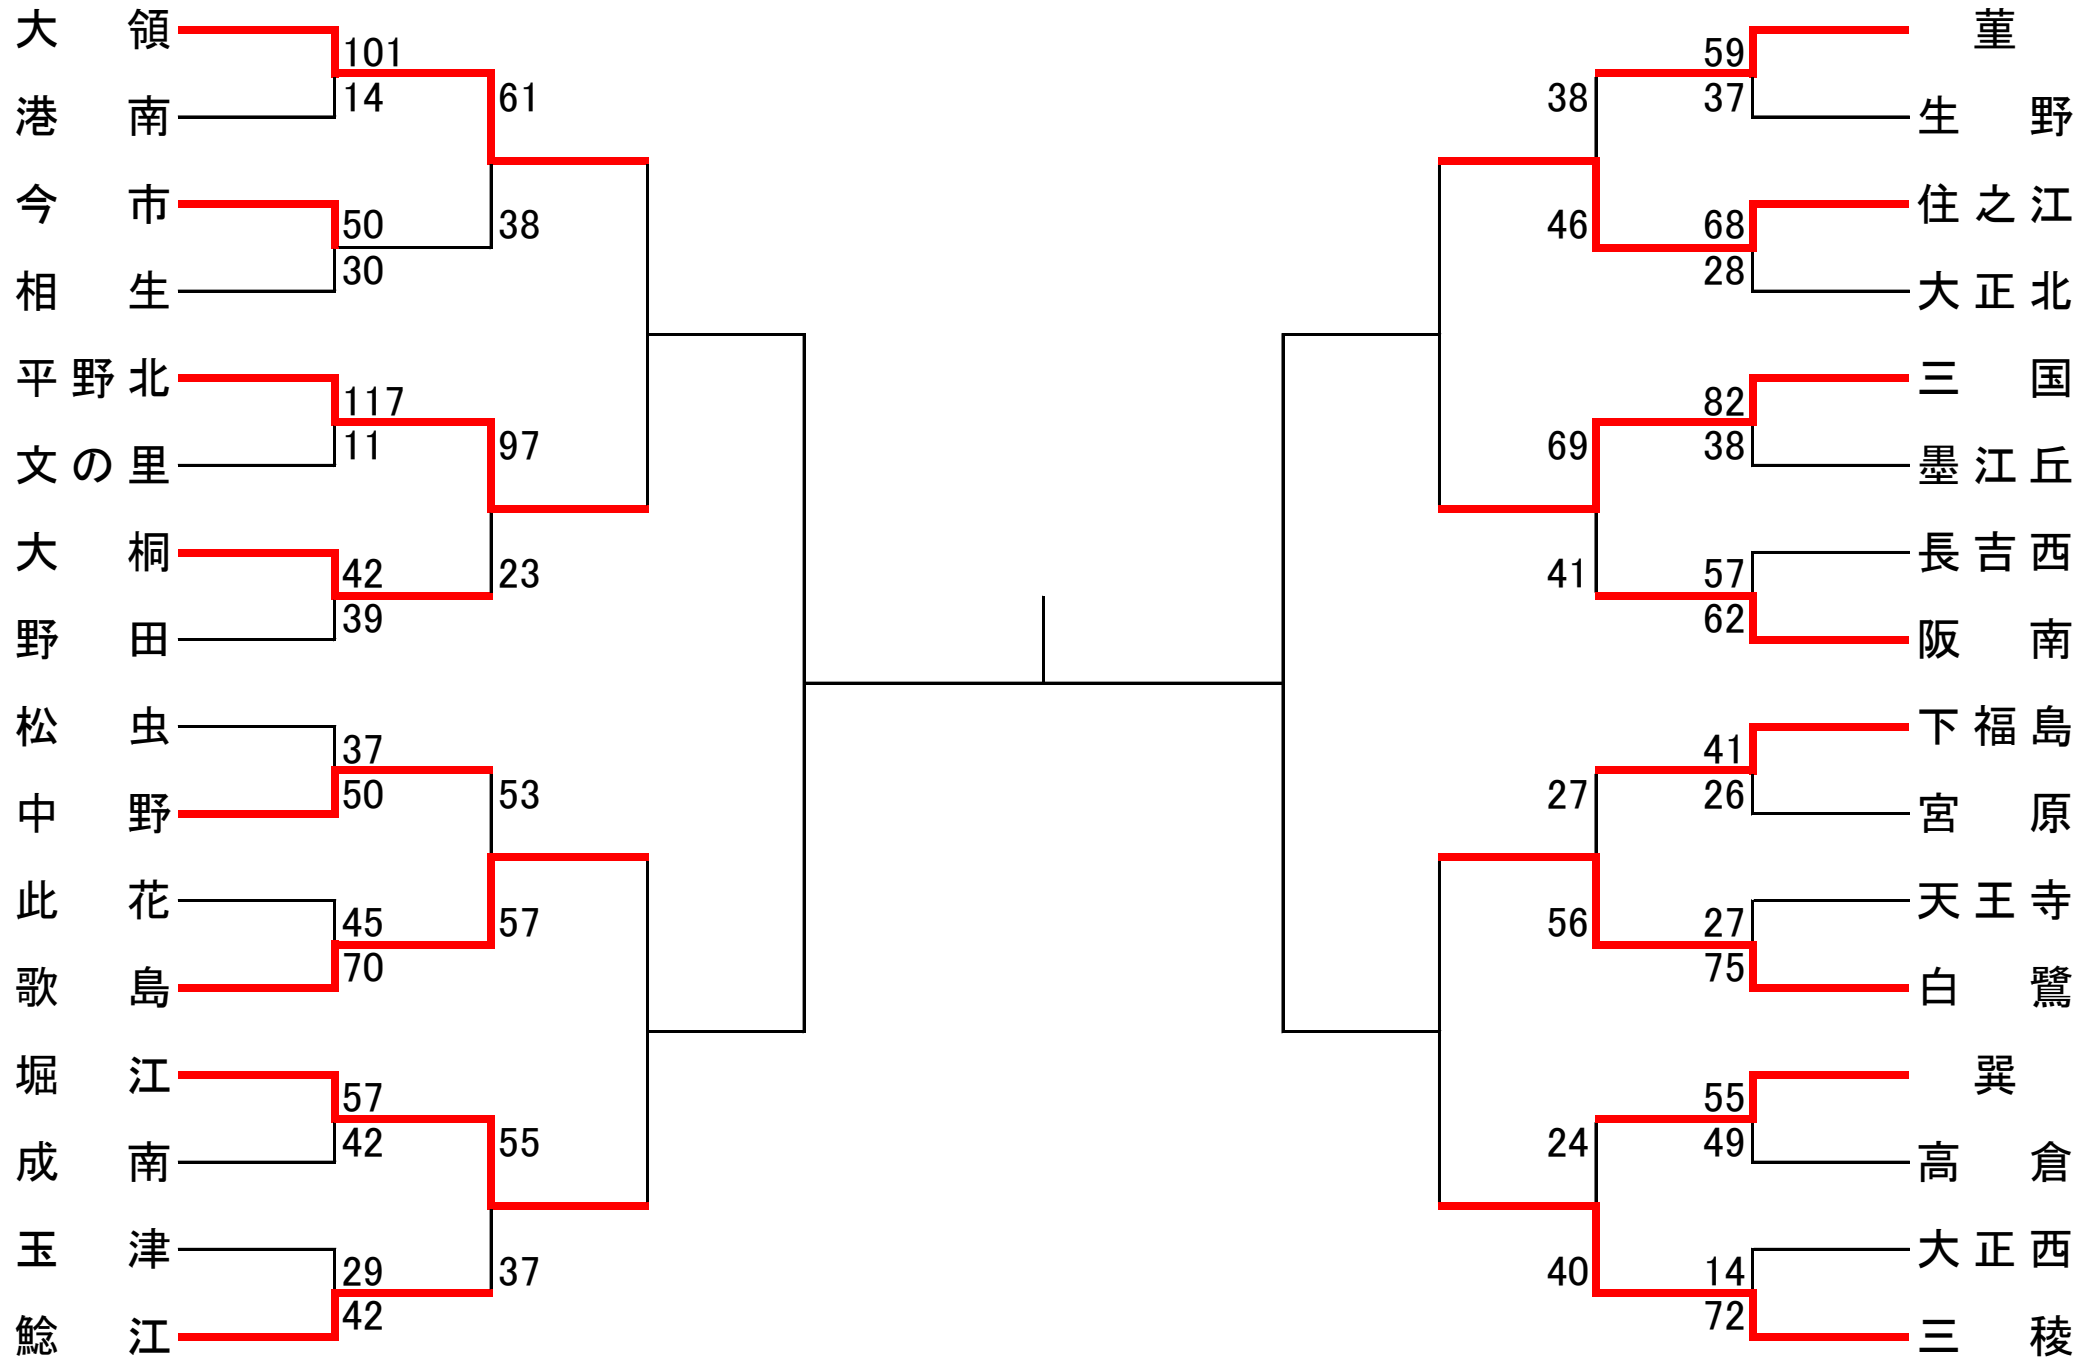 大領
101
14
61
港南
今市
50
30
38
相生
平野北
117
11
97
文の里
大桐
42
39
23
野田
松虫
37
50
53
中野
此花
45
70
57
歌島
堀江
57
42
55
成南
玉津
29
42
37
鯰江
菫
59
37
38
生野
住之江
68
28
46
大正北
三国
82
38
69
墨江丘
長吉西
57
62
41
阪南
下福島
41
26
27
宮原
天王寺
27
75
56
白鷺
巽
55
49
24
高倉
大正西
14
72
40
三稜